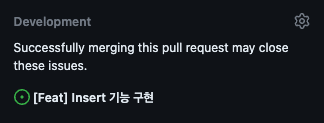 Development
Successfully merging this pull request may close
these issues.
[Feat] Insert 기능 구현